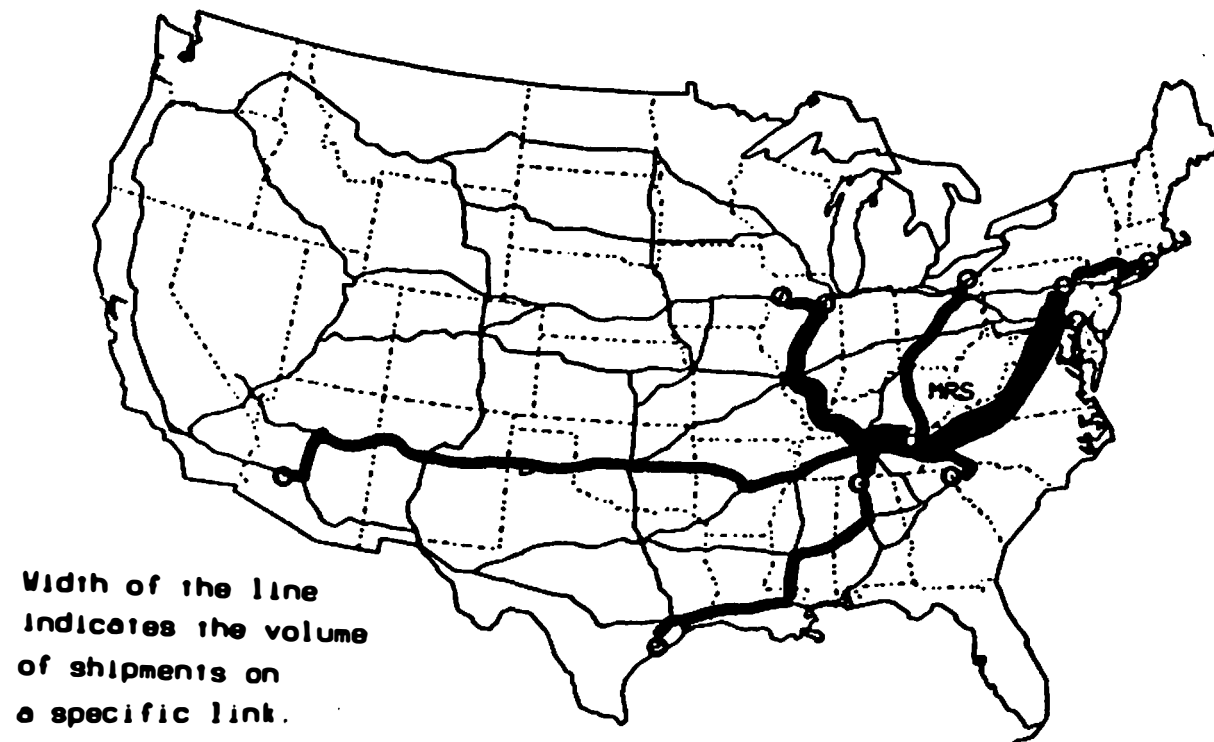 MRS
Width of the line
indicates the volume
of shipments on
a specific link.